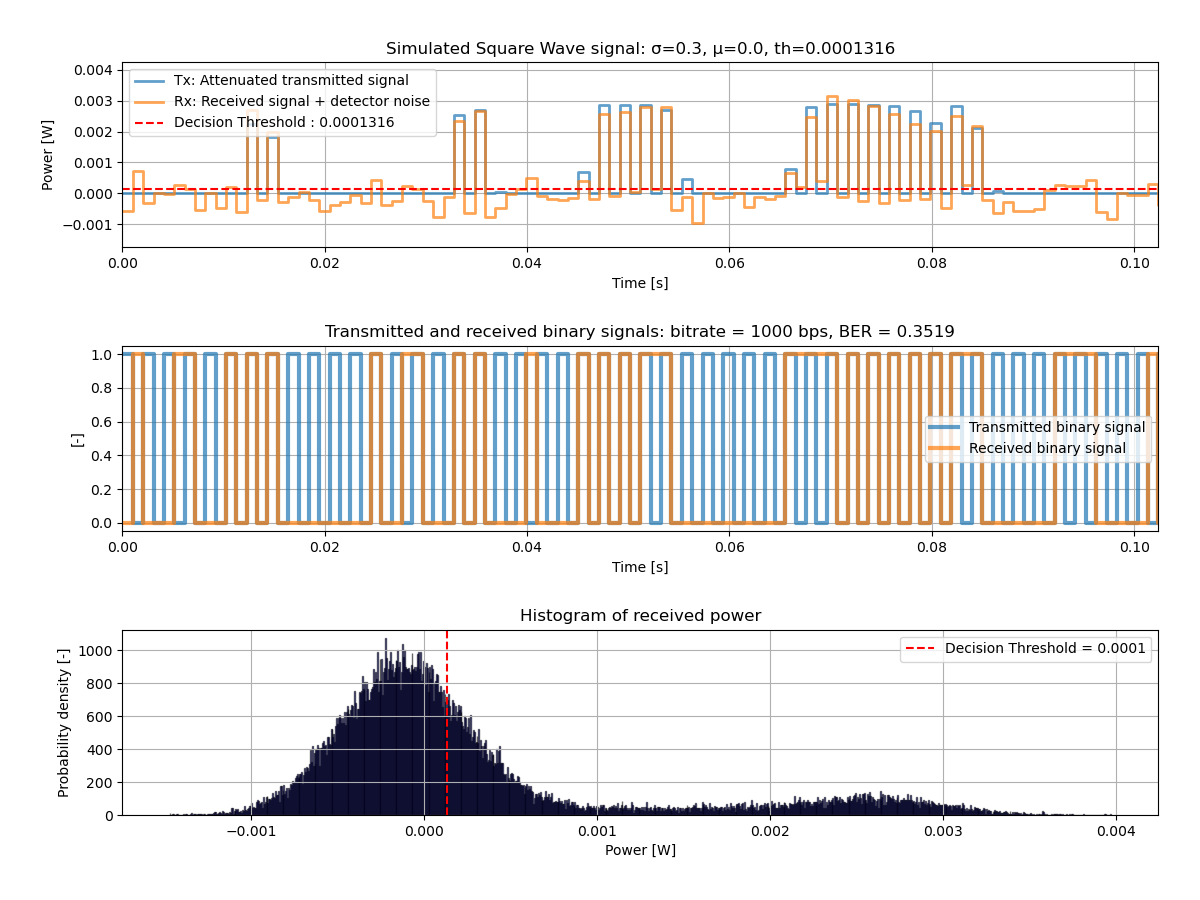 Simulated Square Wave signal: σ=0.3, μ=0.0, th=0.0001316
Tx: Attenuated transmitted signal
Rx: Received signal + detector noise
Decision Threshold : 0.0001316
Power [W]
0.004
0.003
0.002
0.001
0.000
−0.001
0.00 0.02 0.04 0.06 0.08 0.10
Time [s]
Transmitted and received binary signals: bitrate = 1000 bps, BER = 0.3519
[-]
1.0
0.8
0.6
0.4
0.2
0.0
Transmitted binary signal
Received binary signal
0.00 0.02 0.04 0.06 0.08 0.10
Time [s]
Histogram of received power
Decision Threshold = 0.0001
Probability density [-]
1000
800
600
400
200
0
−0.001 0.000 0.001 0.002 0.003 0.004
Power [W]